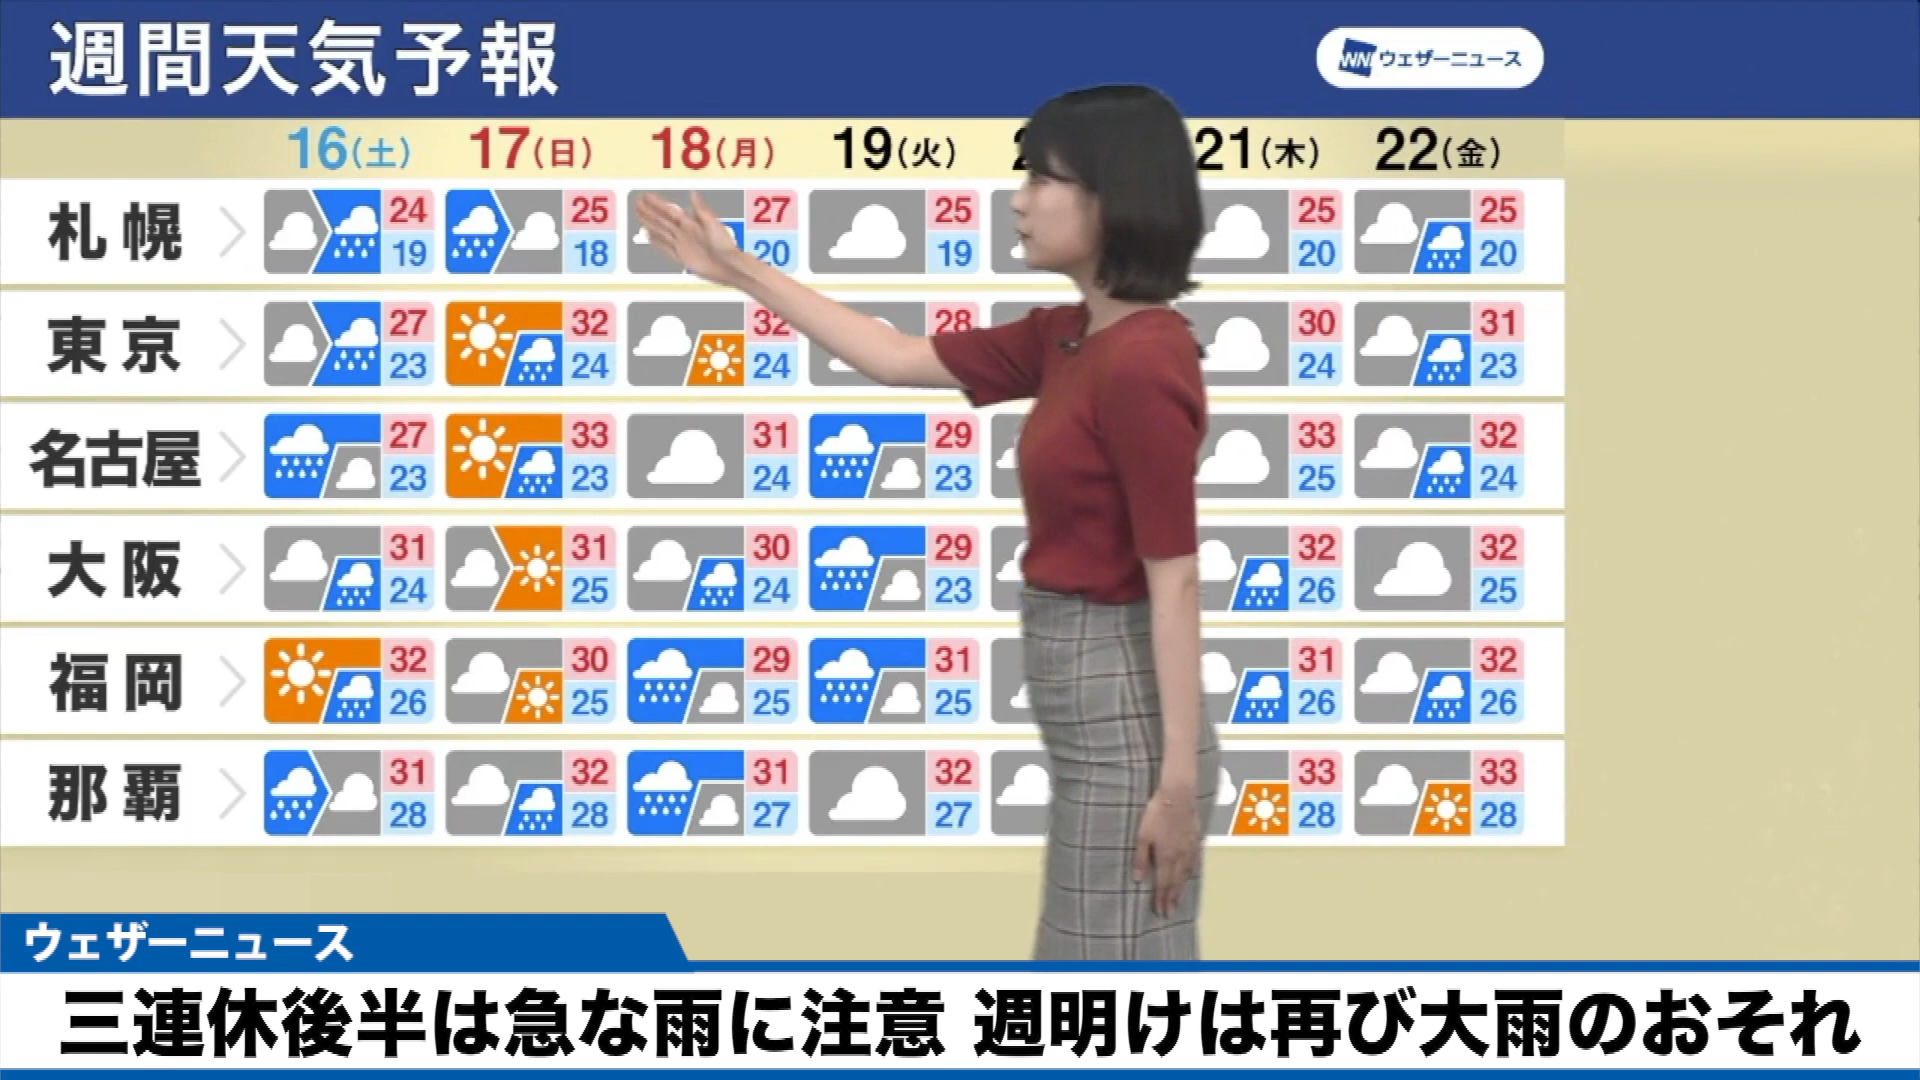 週間天気予報
WN ウェザーニュース
16(土) 17(日) 18(月) 19(火) 21(木) 22(金)
札幌 24 19 25 18 27 20 25 19 25 20 25 20
東京 27 23 32 24 32 24 28 30 24 31 23
名古屋 27 23 33 23 31 24 29 23 33 25 32 24
大阪 31 24 31 25 30 24 29 23 32 26 32 25
福岡 32 26 30 25 29 25 31 25 31 26 32 26
那覇 31 28 32 28 31 27 32 27 33 28 33 28
ウェザーニュース
三連休後半は急な雨に注意 週明けは再び大雨のおそれ